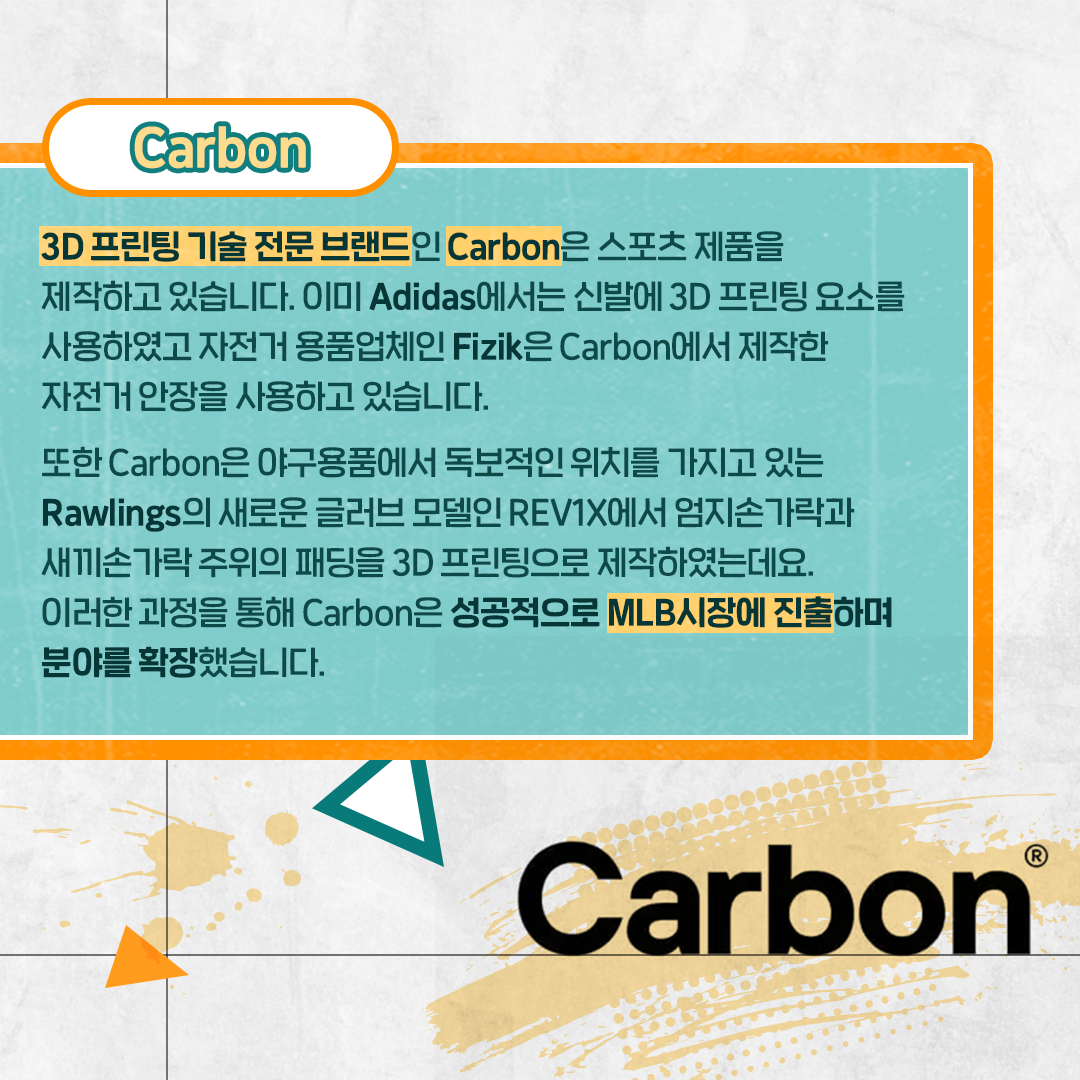 Carbon
3D 프린팅 기술 전문 브랜드인 Carbon은 스포츠 제품을
제작하고 있습니다. 이미 Adidas에서는 신발에 3D 프린팅 요소를
사용하였고 자전거 용품업체인 Fizik은 Carbon에서 제작한
자전거 안장을 사용하고 있습니다.
또한 Carbon은 야구용품에서 독보적인 위치를 가지고 있는
Rawlings의 새로운 글러브 모델인 REV1X에서 엄지손가락과
새끼손가락 주위의 패딩을 3D 프린팅으로 제작하였는데요.
이러한 과정을 통해 Carbon은 성공적으로 MLB시장에 진출하며
분야를 확장했습니다.
Carbon®